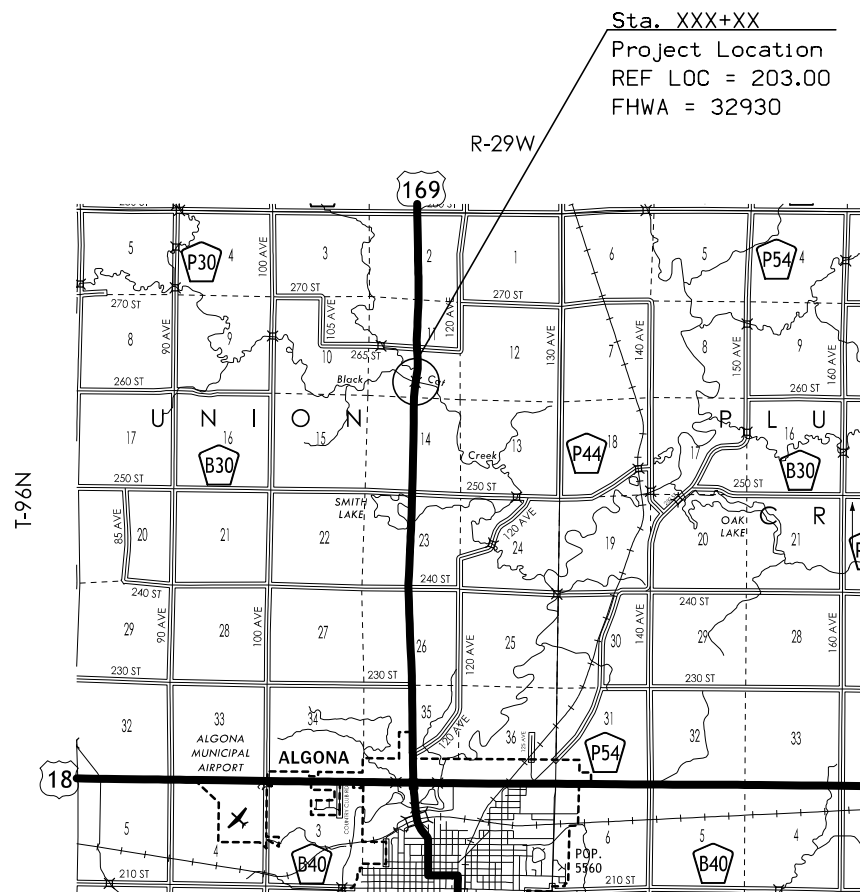 Sta. XXX+XX
Project Location
REF LOC = 203.00
FHWA = 32930
R-29W
169
5
P30
4
100 AVE
3
2
1
6
5
P54
4
270 ST
270 ST
270 ST
8
90 AVE
9
105 AVE
10
265 ST
11
120 AVE
12
130 AVE
7
140 AVE
8
150 AVE
9
160 AVE
260 ST
Black
Cat
260 ST
UNION
PLU
17
16
15
14
13
18
17
16
B30
P44
B30
Creek
250 ST
250 ST
250 ST
T-96N
SMITH
LAKE
OAK
LAKE
CR
85 AVE
20
21
22
23
120 AVE
24
19
20
21
240 ST
240 ST
240 ST
29
90 AVE
28
100 AVE
27
26
120 AVE
25
30
140 AVE
29
28
160 AVE
230 ST
230 ST
230 ST
32
33
34
35
120 AVE
36
125 AVE
31
32
33
ALGONA
MUNICIPAL
AIRPORT
ALGONA
P54
18
COUNTRY CLUB RD
5
4
3
6
5
4
B40
POP.
5560
B40
210 ST
210 ST